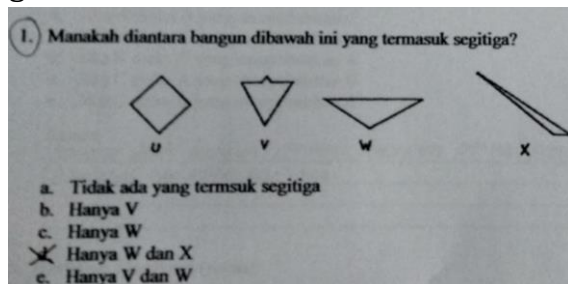 1. Manakah diantara bangun dibawah ini yang termasuk segitiga?
U V W X
a. Tidak ada yang termsuk segitiga
b. Hanya V
c. Hanya W
d. Hanya W dan X
e. Hanya V dan W